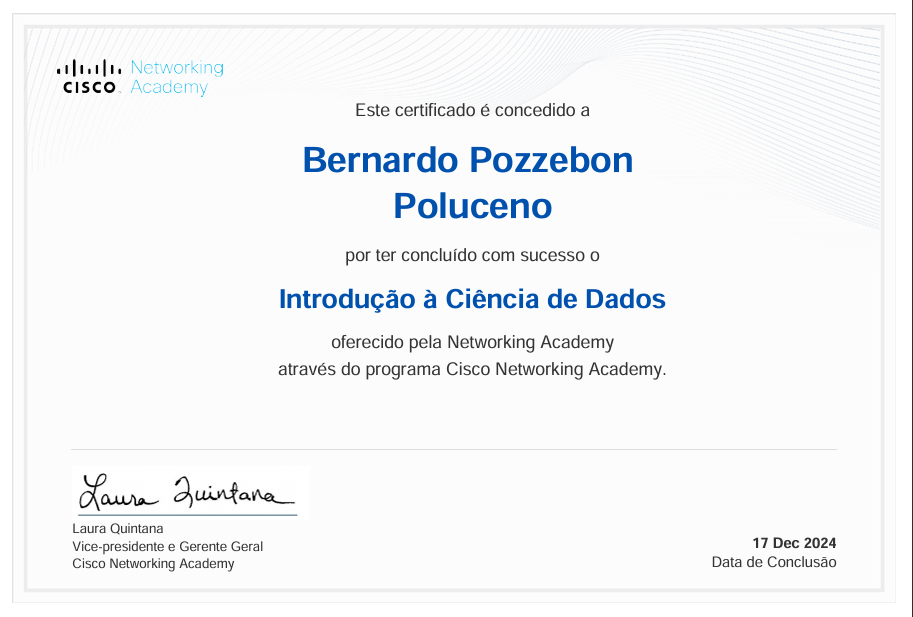 Networking
CISCO Academy
Este certificado é concedido a
Bernardo Pozzebon
Poluceno
por ter concluído com sucesso o
Introdução à Ciência de Dados
oferecido pela Networking Academy
através do programa Cisco Networking Academy.
Laura Quintana
Laura Quintana
Vice-presidente e Gerente Geral
Cisco Networking Academy
17 Dec 2024
Data de Conclusão